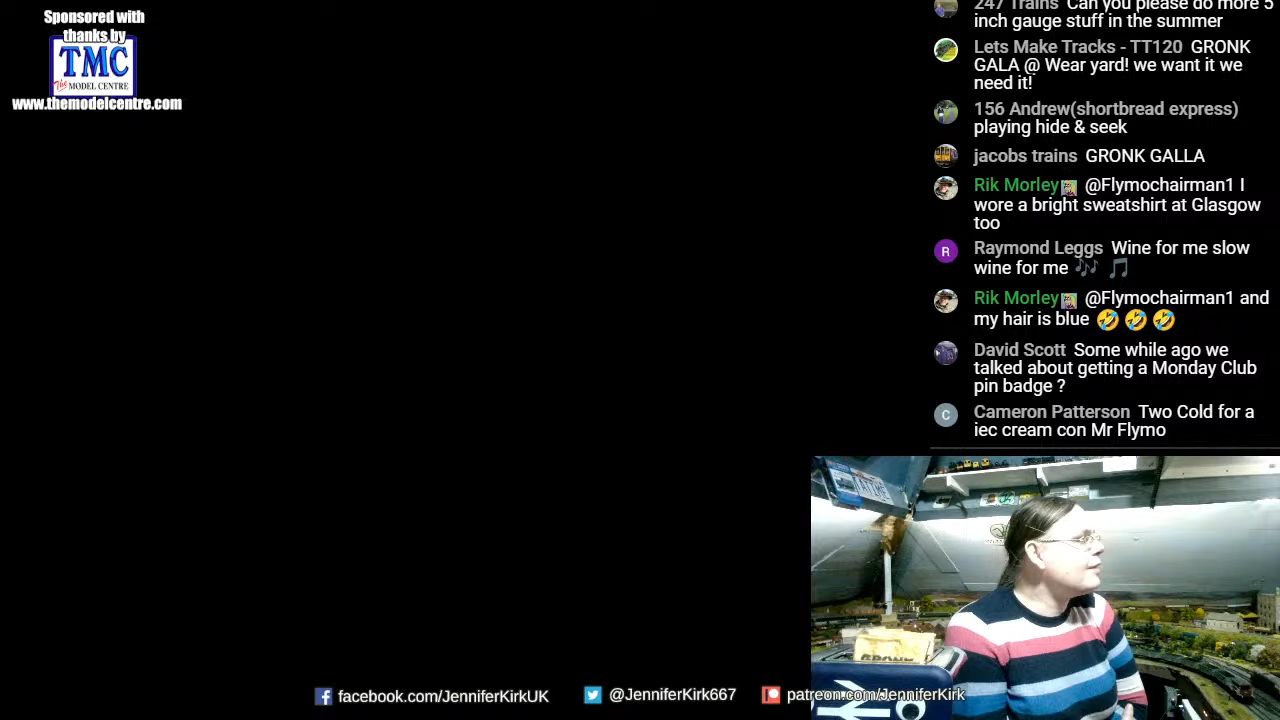 Sponsored with
thanks by
TMC
The MODEL CENTRE
www.themodelcentre.com
247 Trains Can you please do more 5
inch gauge stuff in the summer
Lets Make Tracks - TT120 GRONK
GALA @ Wear yard! we want it we
need it!
156 Andrew(shortbread express)
playing hide & seek
jacobs trains GRONK GALLA
Rik Morley @Flymochairman1 I
wore a bright sweatshirt at Glasgow
too
R
Raymond Leggs Wine for me slow
wine for me 🎶 🎵
Rik Morley @Flymochairman1 and
my hair is blue 🤣 🤣 🤣
David Scott Some while ago we
talked about getting a Monday Club
pin badge ?
C
Cameron Patterson Two Cold for a
iec cream con Mr Flymo
GRONK
facebook.com/JenniferKirkUK
@JenniferKirk667
patreon.com/JenniferKirk